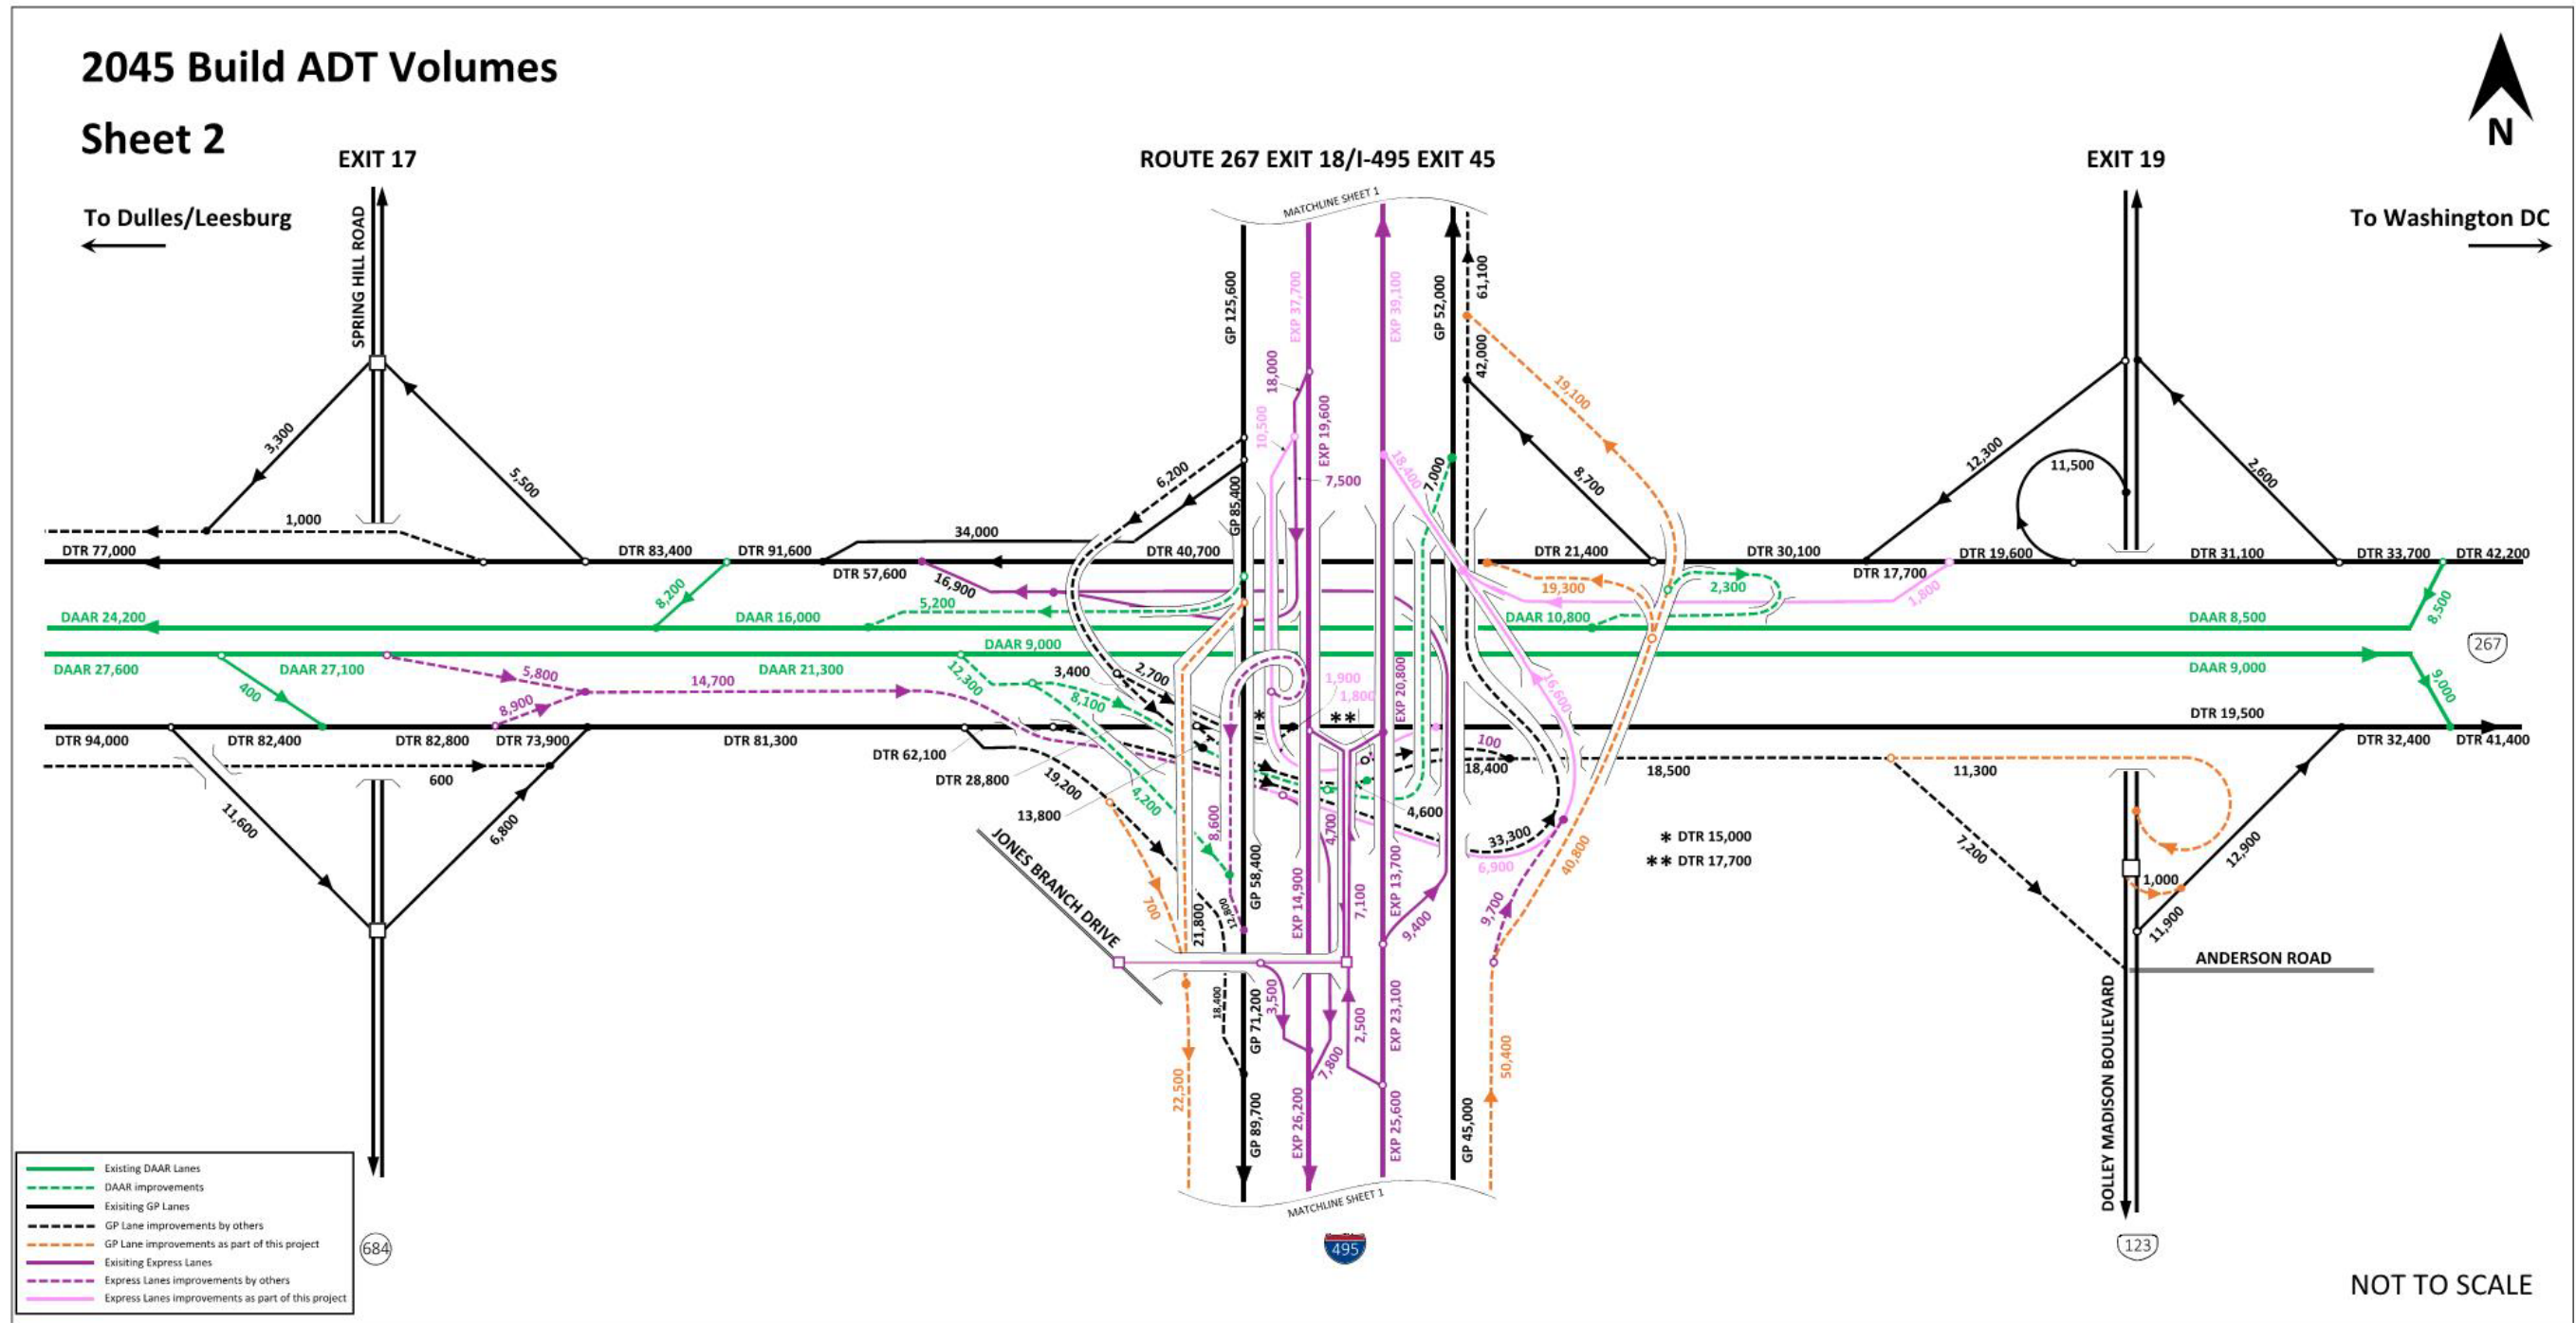 2045 Build ADT Volumes
Sheet 2
EXIT 17
ROUTE 267 EXIT 18/I-495 EXIT 45
EXIT 19
N
To Dulles/Leesburg
To Washington DC
MATCHLINE SHEET 1
SPRING HILL ROAD
GP 125,600
EXP 37,700
EXP 39,100
GP 52,000
61,100
42,000
18,000
19,100
10,500
EXP 19,600
3,300
5,500
6,200
GP 85,400
7,500
18,400
7,000
8,700
12,300
11,500
2,600
1,000
34,000
DTR 77,000
DTR 83,400
DTR 91,600
DTR 57,600
DTR 40,700
DTR 21,400
DTR 30,100
DTR 17,700
DTR 19,600
DTR 31,100
DTR 33,700
DTR 42,200
8,200
16,900
5,200
19,300
2,300
1,800
8,500
DAAR 24,200
DAAR 16,000
DAAR 10,800
DAAR 8,500
267
DAAR 9,000
DAAR 27,600
DAAR 27,100
DAAR 21,300
DAAR 9,000
400
5,800
14,700
8,900
12,300
3,400
2,700
8,100
1,900
1,800
EXP 20,800
16,600
9,000
*
**
DTR 19,500
DTR 94,000
DTR 82,400
DTR 82,800
DTR 73,900
DTR 81,300
DTR 62,100
DTR 28,800
100
18,400
18,500
11,300
DTR 32,400
DTR 41,400
600
11,600
6,800
19,200
4,200
13,800
8,600
4,700
4,600
33,300
6,900
40,800
* DTR 15,000
** DTR 17,700
7,200
12,900
1,000
11,900
JONES BRANCH DRIVE
700
21,800
12,800
GP 58,400
EXP 14,900
7,100
EXP 13,700
9,400
9,700
ANDERSON ROAD
18,400
GP 71,200
3,500
2,500
EXP 23,100
7,800
50,400
22,500
GP 89,700
EXP 26,200
EXP 25,600
GP 45,000
DOLLEY MADISON BOULEVARD
MATCHLINE SHEET 1
684
495
123
Existing DAAR Lanes
DAAR improvements
Exisiting GP Lanes
GP Lane improvements by others
GP Lane improvements as part of this project
Exisiting Express Lanes
Express Lanes improvements by others
Express Lanes improvements as part of this project
NOT TO SCALE